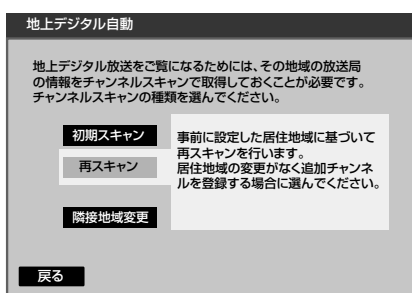 地上デジタル自動
地上デジタル放送をご覧になるためには、その地域の放送局
の情報をチャンネルスキャンで取得しておくことが必要です。
チャンネルスキャンの種類を選んでください。
初期スキャン
再スキャン
隣接地域変更
事前に設定した居住地域に基づいて
再スキャンを行います。
居住地域の変更がなく追加チャンネ
ルを登録する場合に選んでください。
戻る